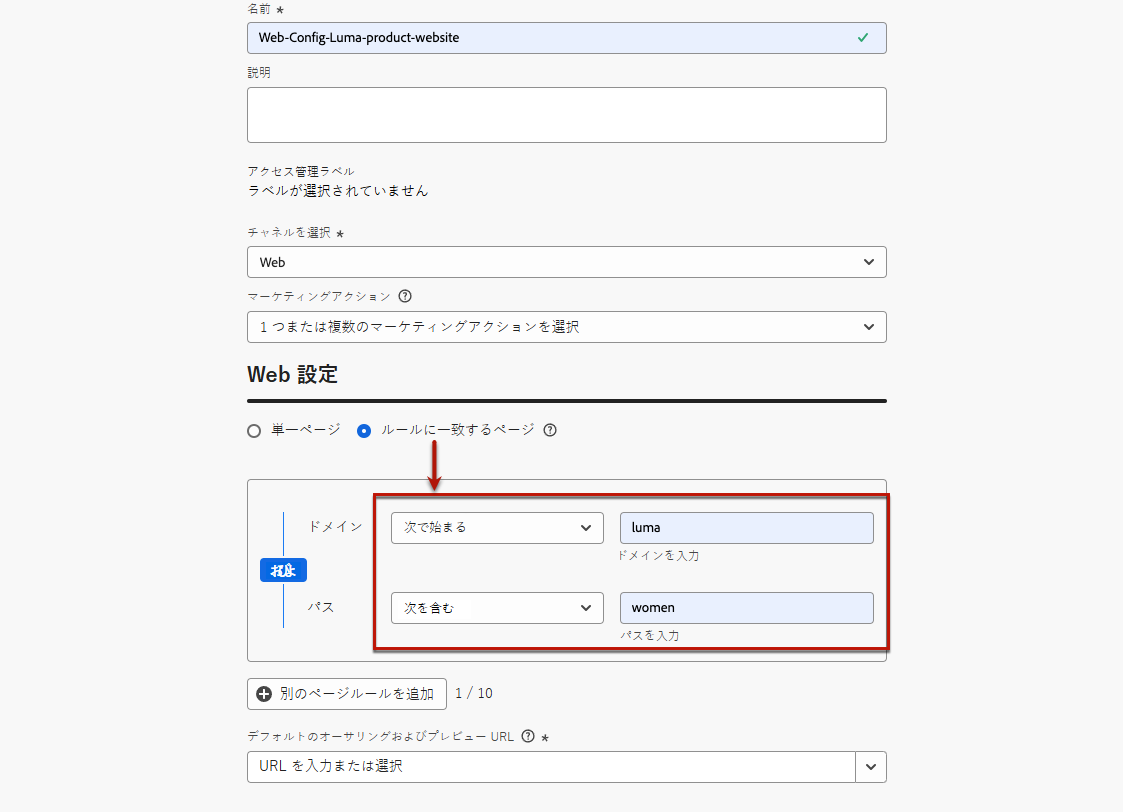 名前 *
Web-Config-Luma-product-website
説明
アクセス管理ラベル
ラベルが選択されていません
チャネルを選択 *
Web
マーケティングアクション ?
1 つまたは複数のマーケティングアクションを選択
Web 設定
単一ページ ルールに一致するページ ?
ドメイン 次で始まる luma
ドメインを入力
パス 次を含む women
パスを入力
別のページルールを追加 1 / 10
デフォルトのオーサリングおよびプレビュー URL ? *
URL を入力または選択